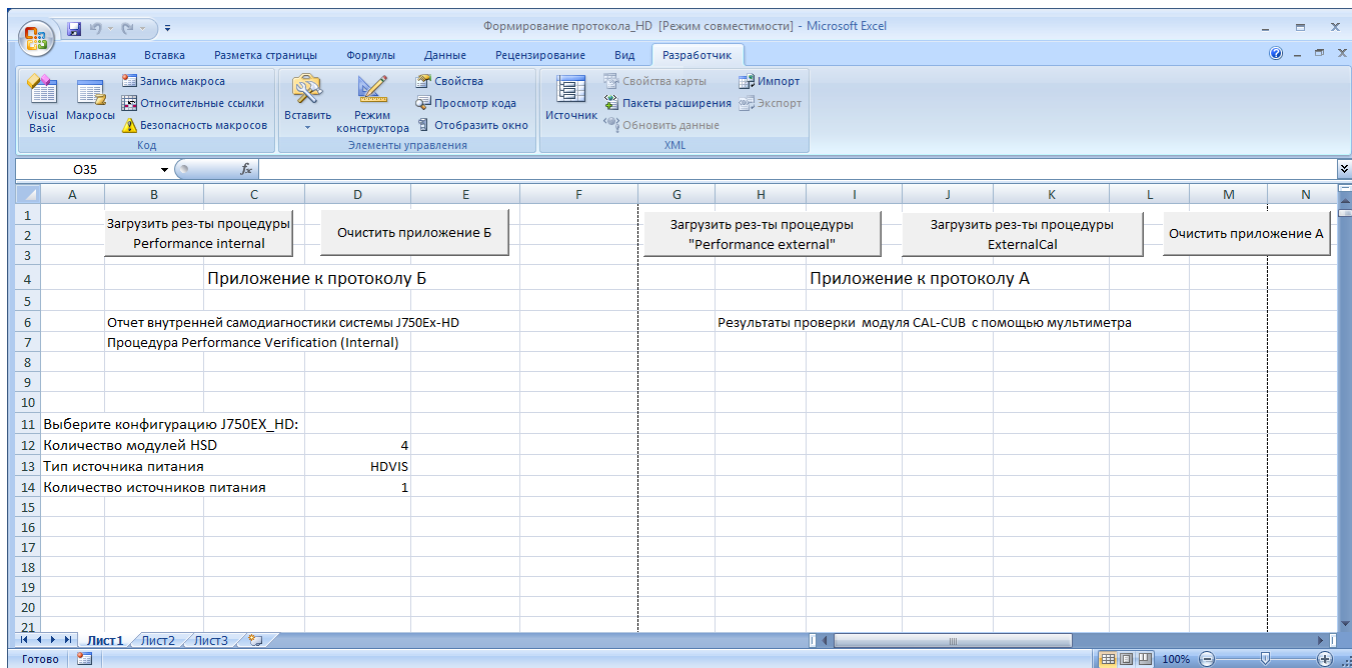 Формирование протокола_HD [Режим совместимости] - Microsoft Excel
Главная Вставка Разметка страницы Формулы Данные Рецензирование Вид Разработчик
Visual Basic
Макросы
Запись макроса
Относительные ссылки
Безопасность макросов
Код
Вставить
Режим конструктора
Свойства
Просмотр кода
Отобразить окно
Элементы управления
Источник
Свойства карты
Пакеты расширения
Обновить данные
Импорт
Экспорт
XML
O35
fx
A B C D E F G H I J K L M N
1
Загрузить рез-ты процедуры
Performance internal
Очистить приложение Б
Загрузить рез-ты процедуры
"Performance external"
Загрузить рез-ты процедуры
ExternalCal
Очистить приложение А
2
3
4 Приложение к протоколу Б Приложение к протоколу А
5
6 Отчет внутренней самодиагностики системы J750Ex-HD Результаты проверки модуля CAL-CUB с помощью мультиметра
7 Процедура Performance Verification (Internal)
8
9
10
11 Выберите конфигурацию J750EX_HD:
12 Количество модулей HSD 4
13 Тип источника питания HDVIS
14 Количество источников питания 1
15
16
17
18
19
20
21
Лист1 Лист2 Лист3
Готово 100%